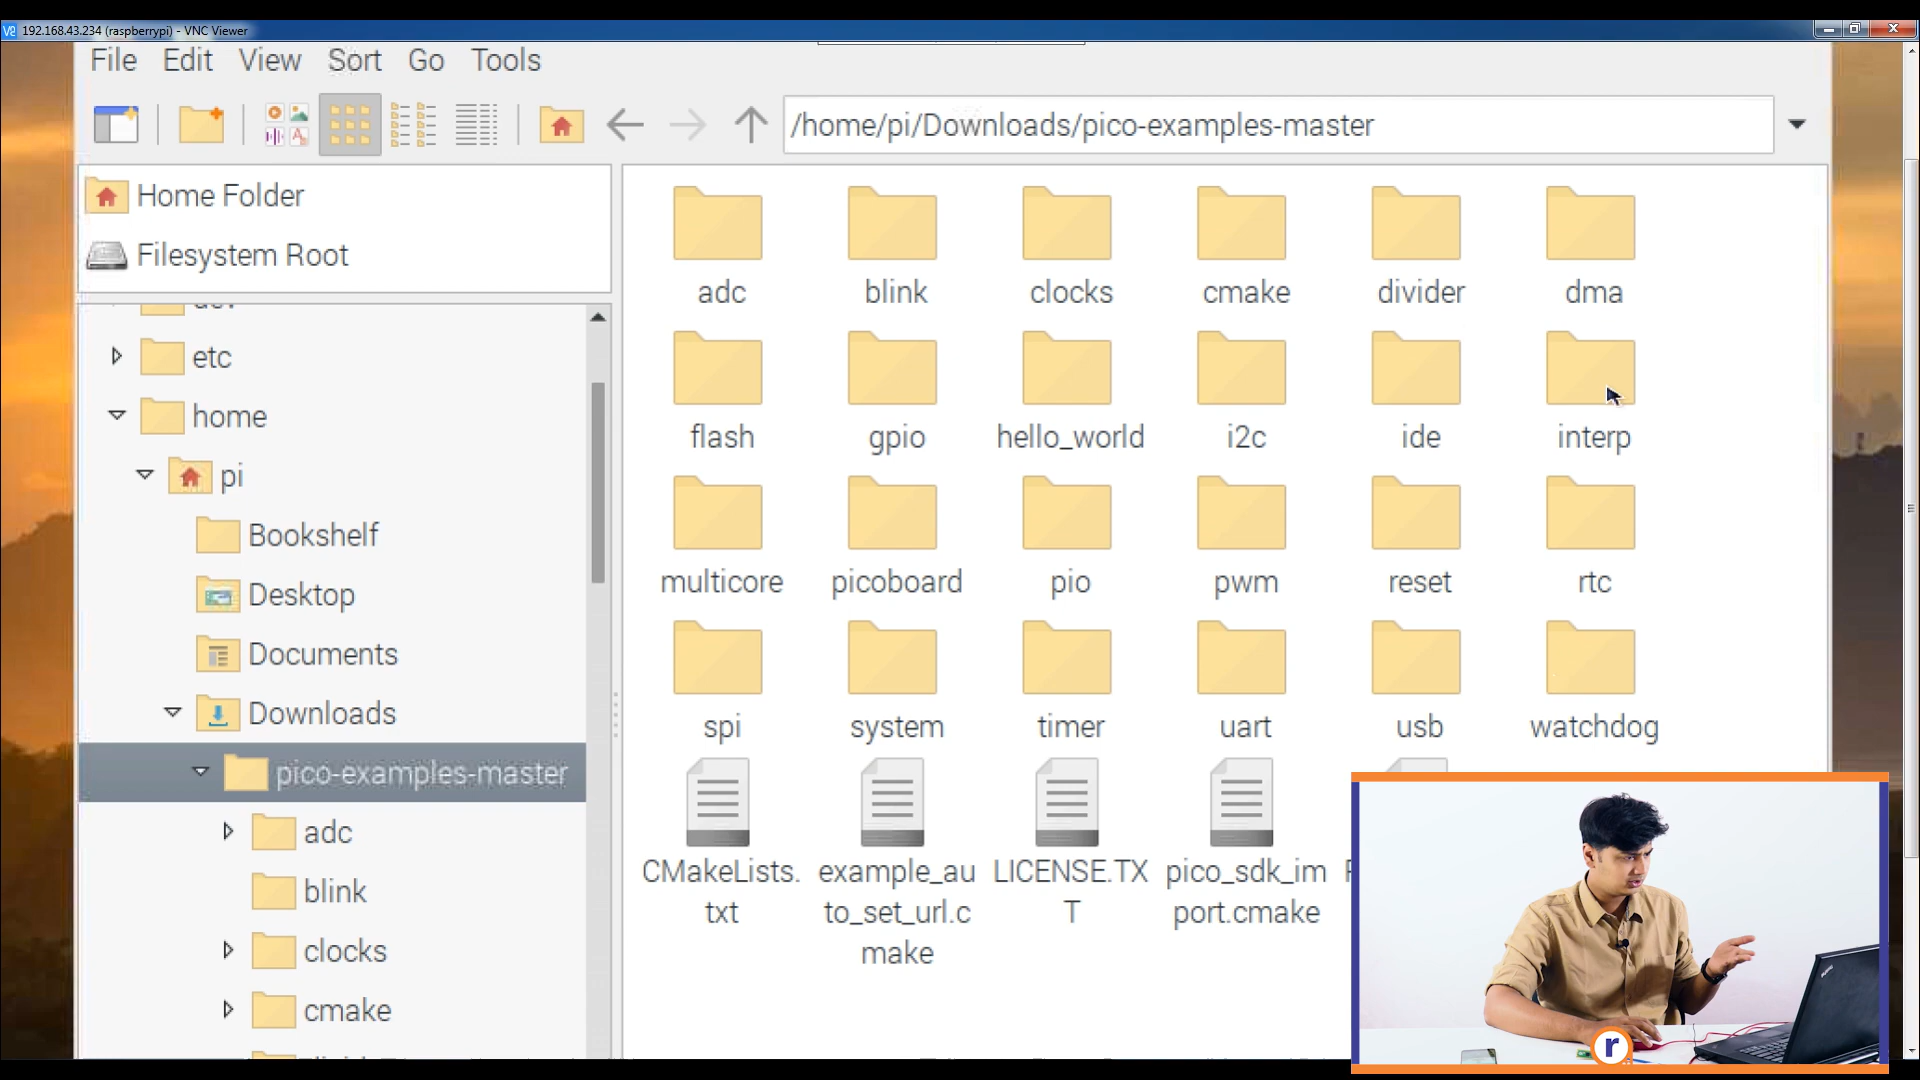 192.168.43.234 (raspberrypi) - VNC Viewer
File Edit View Sort Go Tools
/home/pi/Downloads/pico-examples-master
Home Folder
Filesystem Root
etc
home
pi
Bookshelf
Desktop
Documents
Downloads
pico-examples-master
adc
blink
clocks
cmake
adc blink clocks cmake divider dma
flash gpio hello_world i2c ide interp
multicore picoboard pio pwm reset rtc
spi system timer uart usb watchdog
CMakeLists. example_au LICENSE.TX pico_sdk_im
txt to_set_url.c T port.cmake
make
r